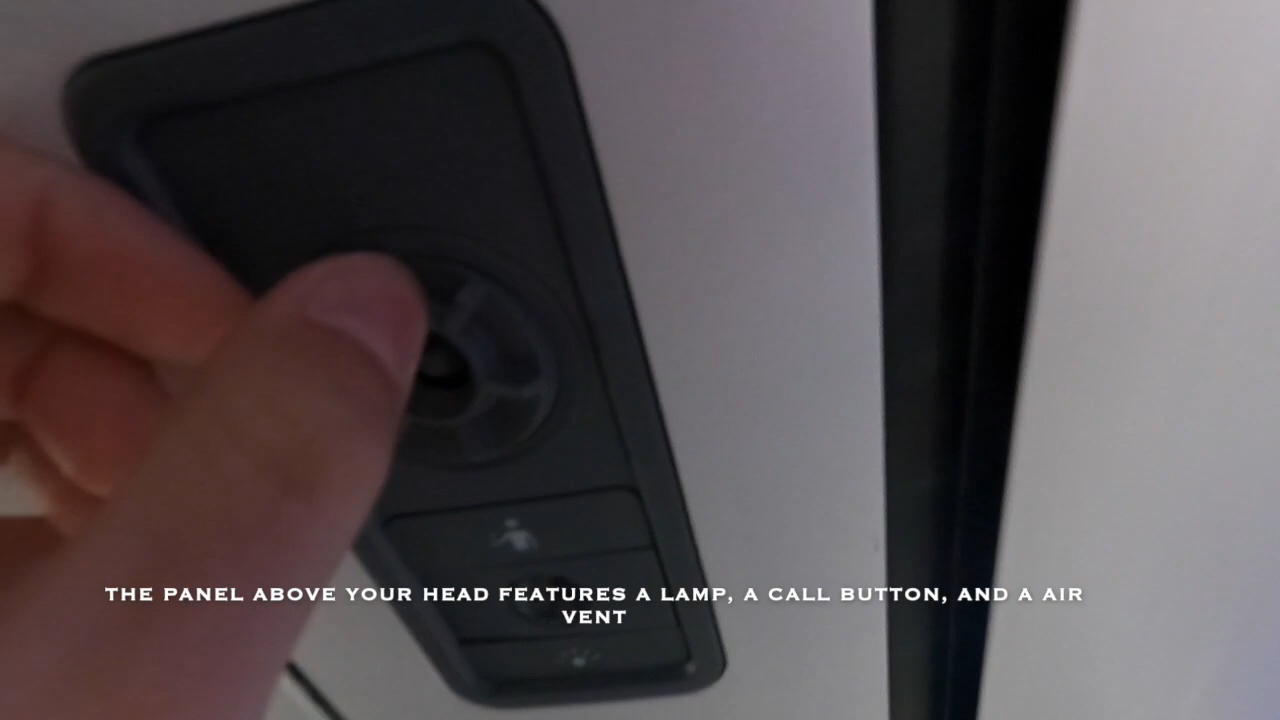 THE PANEL ABOVE YOUR HEAD FEATURES A LAMP, A CALL BUTTON, AND A AIR
VENT